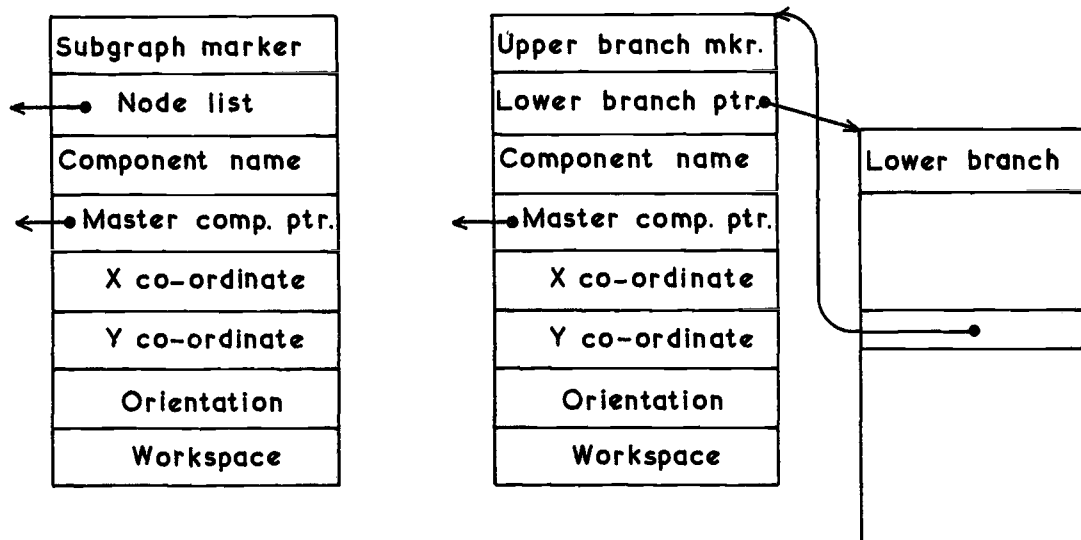 Subgraph marker
Node list
Component name
Master comp. ptr.
X co-ordinate
Y co-ordinate
Orientation
Workspace
Upper branch mkr.
Lower branch ptr.
Component name
Master comp. ptr.
X co-ordinate
Y co-ordinate
Orientation
Workspace
Lower branch